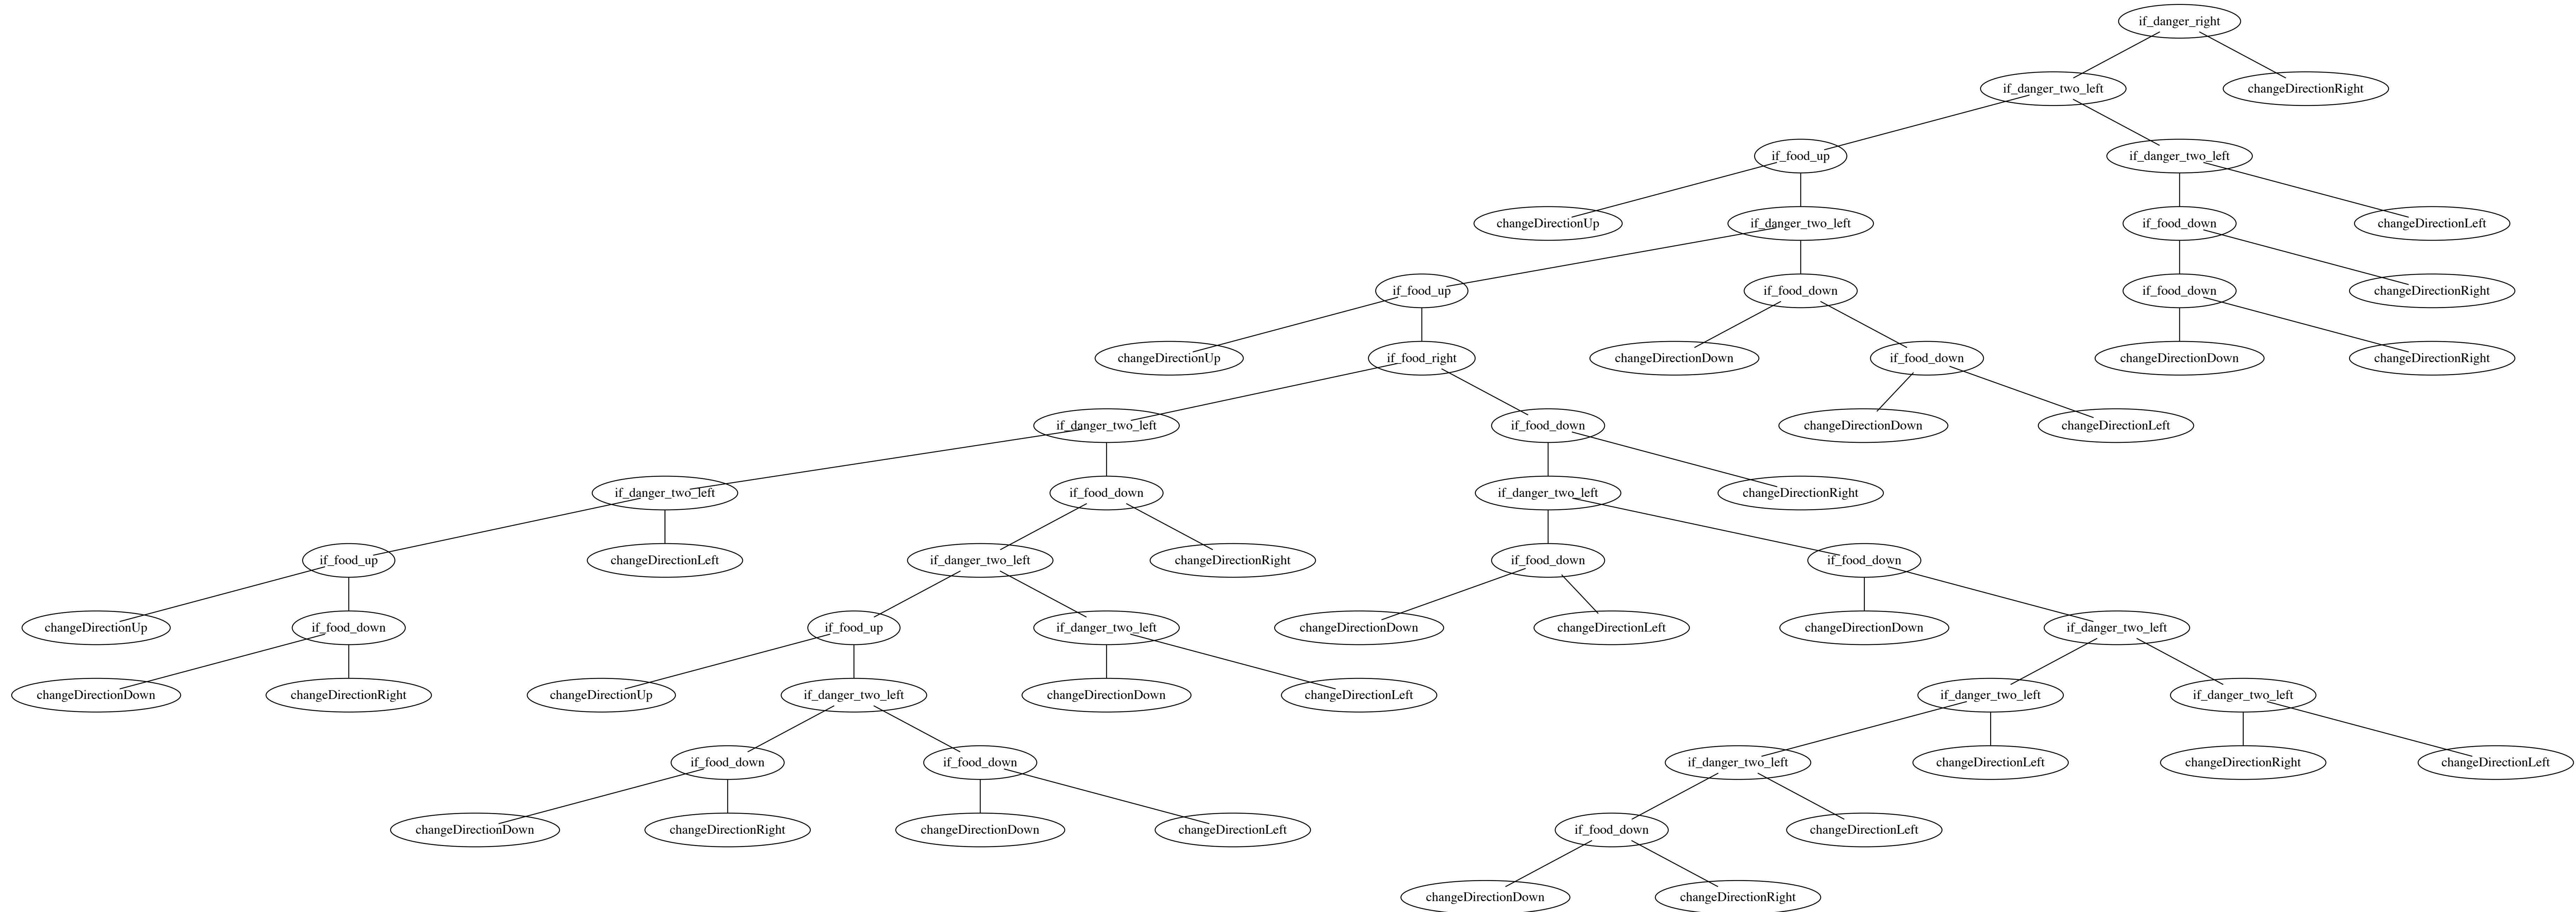 if_danger_right
if_danger_two_left
changeDirectionRight
if_food_up
if_danger_two_left
changeDirectionUp
if_danger_two_left
if_food_down
changeDirectionLeft
if_food_up
if_food_down
if_food_down
changeDirectionRight
changeDirectionUp
if_food_right
changeDirectionDown
if_food_down
changeDirectionDown
changeDirectionRight
if_danger_two_left
if_food_down
changeDirectionDown
changeDirectionLeft
if_danger_two_left
if_food_down
if_danger_two_left
changeDirectionRight
if_food_up
changeDirectionLeft
if_danger_two_left
changeDirectionRight
if_food_down
if_food_down
changeDirectionUp
if_food_down
if_food_up
if_danger_two_left
changeDirectionDown
changeDirectionLeft
changeDirectionDown
if_danger_two_left
changeDirectionDown
changeDirectionRight
changeDirectionUp
if_danger_two_left
changeDirectionDown
changeDirectionLeft
if_danger_two_left
if_danger_two_left
if_food_down
if_food_down
if_danger_two_left
changeDirectionLeft
changeDirectionRight
changeDirectionLeft
changeDirectionDown
changeDirectionRight
changeDirectionDown
changeDirectionLeft
if_food_down
changeDirectionLeft
changeDirectionDown
changeDirectionRight